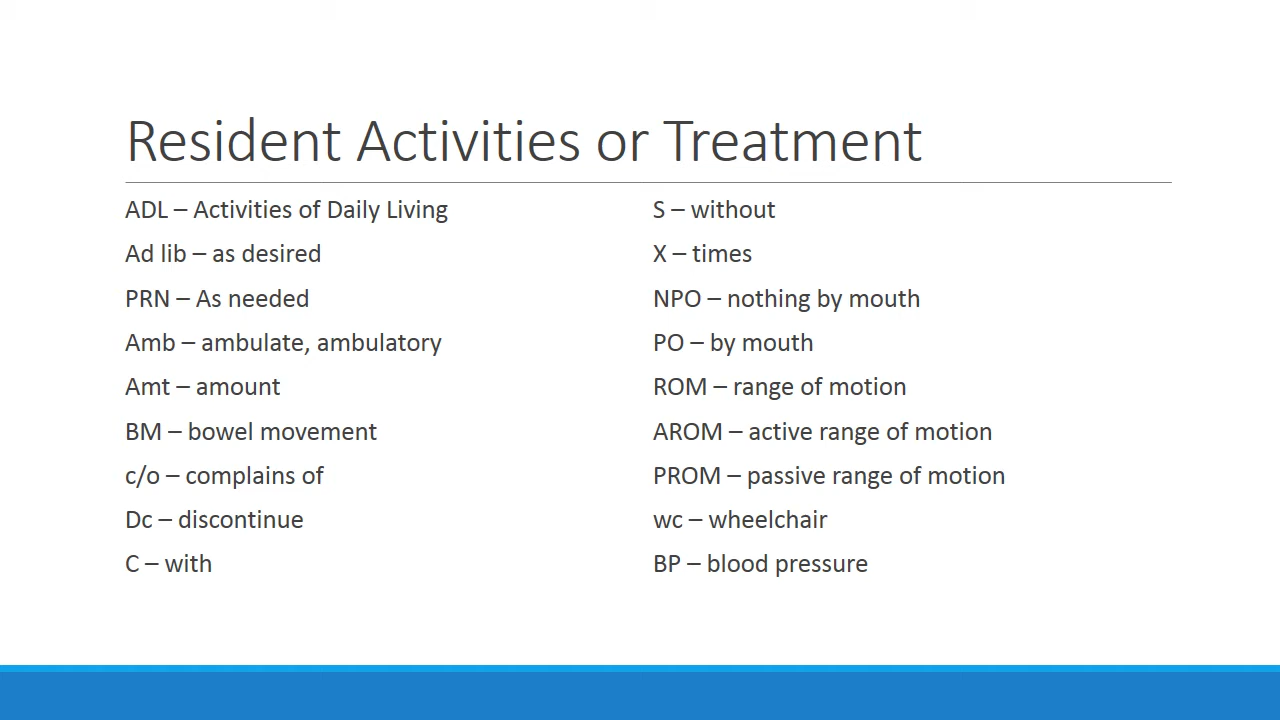 Resident Activities or Treatment
ADL – Activities of Daily Living
Ad lib – as desired
PRN – As needed
Amb – ambulate, ambulatory
Amt – amount
BM – bowel movement
c/o – complains of
Dc – discontinue
C – with
S – without
X – times
NPO – nothing by mouth
PO – by mouth
ROM – range of motion
AROM – active range of motion
PROM – passive range of motion
wc – wheelchair
BP – blood pressure